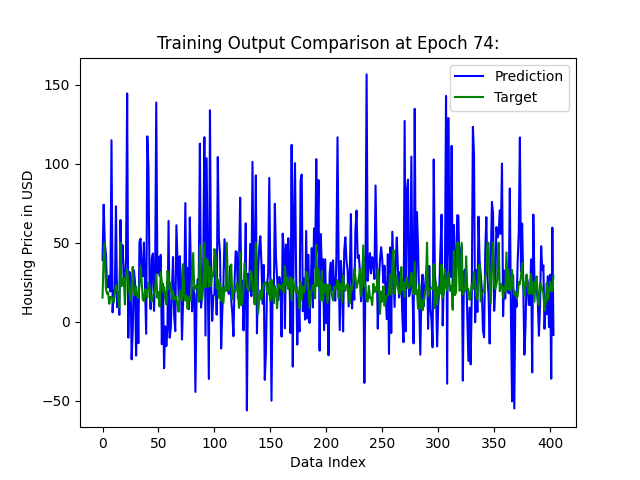 Training Output Comparison at Epoch 74:
Prediction
Target
Housing Price in USD
150
100
50
0
−50
0 50 100 150 200 250 300 350 400
Data Index